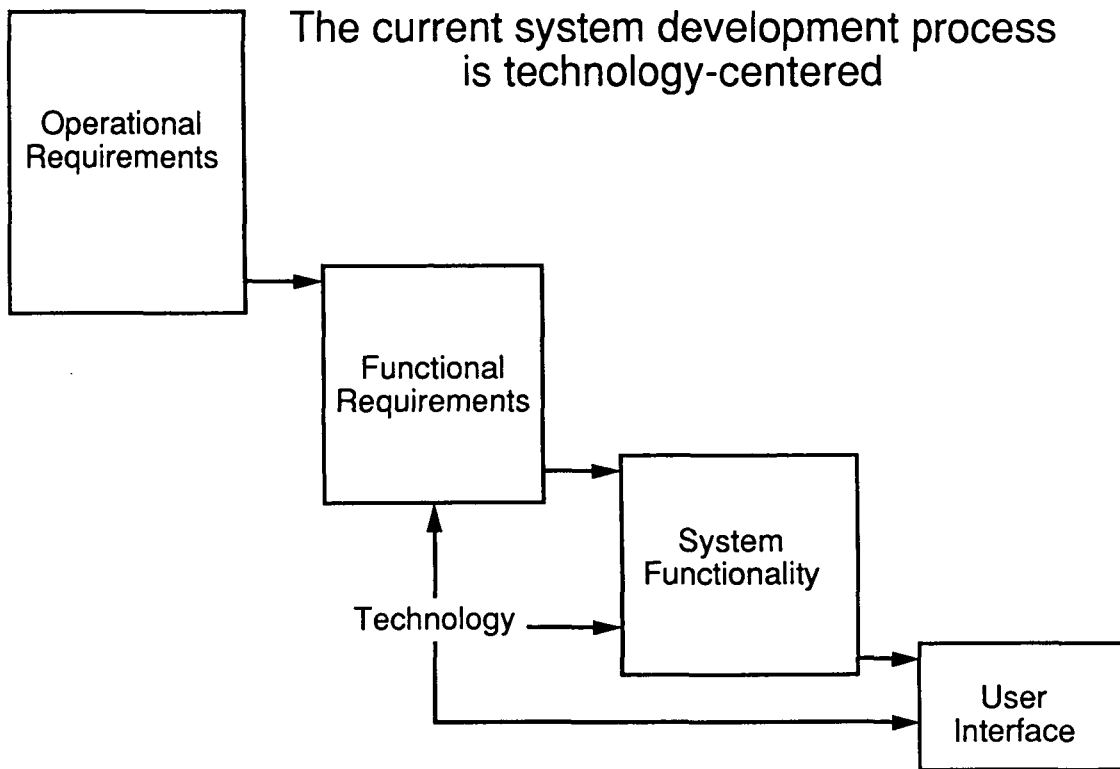 The current system development process
is technology-centered
Operational
Requirements
Functional
Requirements
System
Functionality
Technology
User
Interface